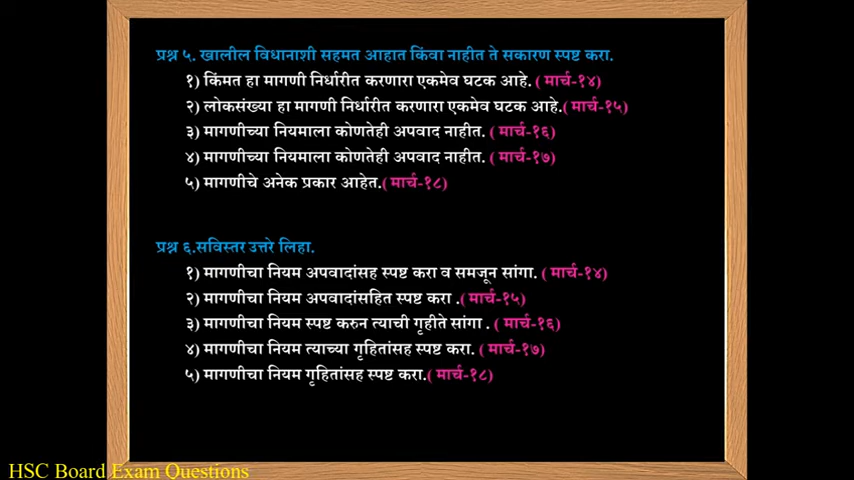 प्रश्न ५. खालील विधानाशी सहमत आहात किंवा नाहीत ते सकारण स्पष्ट करा.
१) किंमत हा मागणी निर्धारीत करणारा एकमेव घटक आहे. ( मार्च-१४)
२) लोकसंख्या हा मागणी निर्धारीत करणारा एकमेव घटक आहे.( मार्च-१५)
३) मागणीच्या नियमाला कोणतेही अपवाद नाहीत. ( मार्च-१६)
४) मागणीच्या नियमाला कोणतेही अपवाद नाहीत. ( मार्च-१७)
५) मागणीचे अनेक प्रकार आहेत.( मार्च-१८)
प्रश्न ६.सविस्तर उत्तरे लिहा.
१) मागणीचा नियम अपवादांसह स्पष्ट करा व समजून सांगा. ( मार्च-१४)
२) मागणीचा नियम अपवादांसहित स्पष्ट करा .( मार्च-१५)
३) मागणीचा नियम स्पष्ट करुन त्याची गृहीते सांगा . ( मार्च-१६)
४) मागणीचा नियम त्याच्या गृहितांसह स्पष्ट करा. ( मार्च-१७)
५) मागणीचा नियम गृहितांसह स्पष्ट करा.( मार्च-१८)
HSC Board Exam Questions